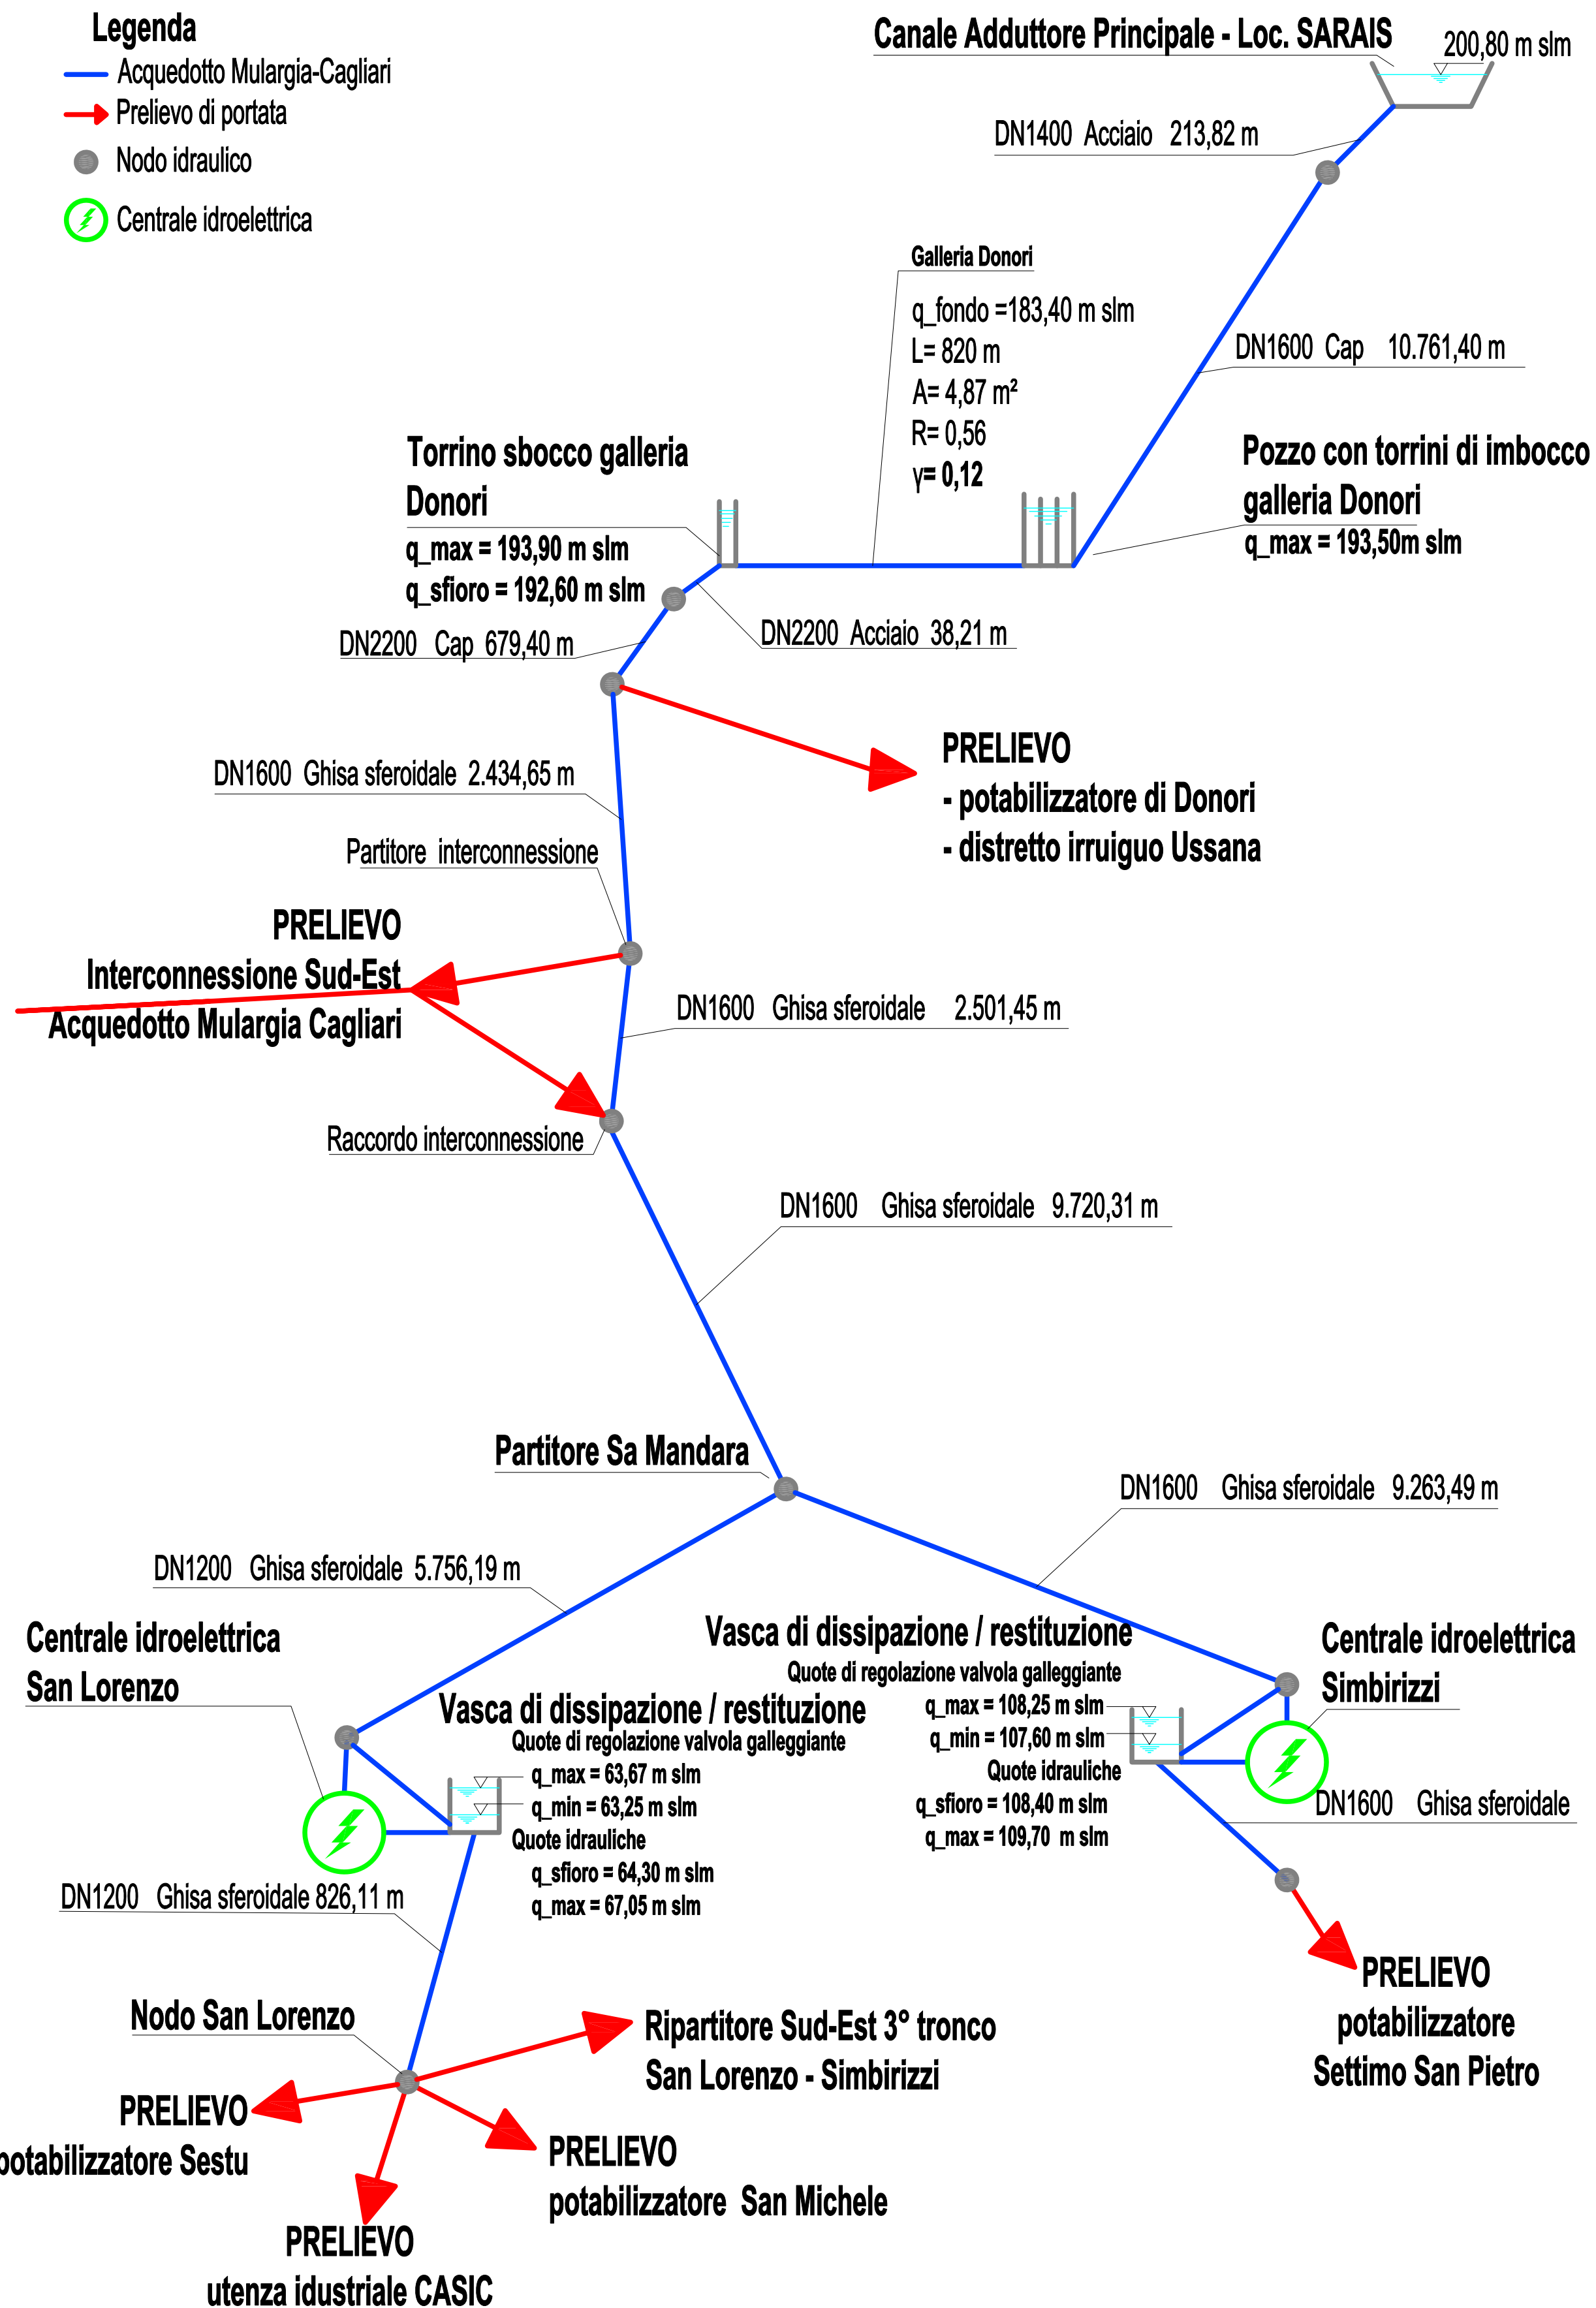 Legenda
Acquedotto Mulargia-Cagliari
Prelievo di portata
Nodo idraulico
Centrale idroelettrica
Canale Adduttore Principale - Loc. SARAIS
200,80 m slm
DN1400 Acciaio 213,82 m
Galleria Donori
q_fondo =183,40 m slm
L= 820 m
A= 4,87 m²
R= 0,56
γ= 0,12
DN1600 Cap 10.761,40 m
Torrino sbocco galleria
Donori
q_max = 193,90 m slm
q_sfioro = 192,60 m slm
Pozzo con torrini di imbocco
galleria Donori
q_max = 193,50m slm
DN2200 Cap 679,40 m
DN2200 Acciaio 38,21 m
PRELIEVO
- potabilizzatore di Donori
- distretto irruiguo Ussana
DN1600 Ghisa sferoidale 2.434,65 m
Partitore interconnessione
PRELIEVO
Interconnessione Sud-Est
Acquedotto Mulargia Cagliari
DN1600 Ghisa sferoidale 2.501,45 m
Raccordo interconnessione
DN1600 Ghisa sferoidale 9.720,31 m
Partitore Sa Mandara
DN1600 Ghisa sferoidale 9.263,49 m
DN1200 Ghisa sferoidale 5.756,19 m
Centrale idroelettrica
San Lorenzo
Vasca di dissipazione / restituzione
Quote di regolazione valvola galleggiante
q_max = 63,67 m slm
q_min = 63,25 m slm
Quote idrauliche
q_sfioro = 64,30 m slm
q_max = 67,05 m slm
Vasca di dissipazione / restituzione
Quote di regolazione valvola galleggiante
q_max = 108,25 m slm
q_min = 107,60 m slm
Quote idrauliche
q_sfioro = 108,40 m slm
q_max = 109,70 m slm
Centrale idroelettrica
Simbirizzi
DN1600 Ghisa sferoidale
DN1200 Ghisa sferoidale 826,11 m
Nodo San Lorenzo
Ripartitore Sud-Est 3° tronco
San Lorenzo - Simbirizzi
PRELIEVO
potabilizzatore
Settimo San Pietro
PRELIEVO
potabilizzatore Sestu
PRELIEVO
potabilizzatore San Michele
PRELIEVO
utenza idustriale CASIC